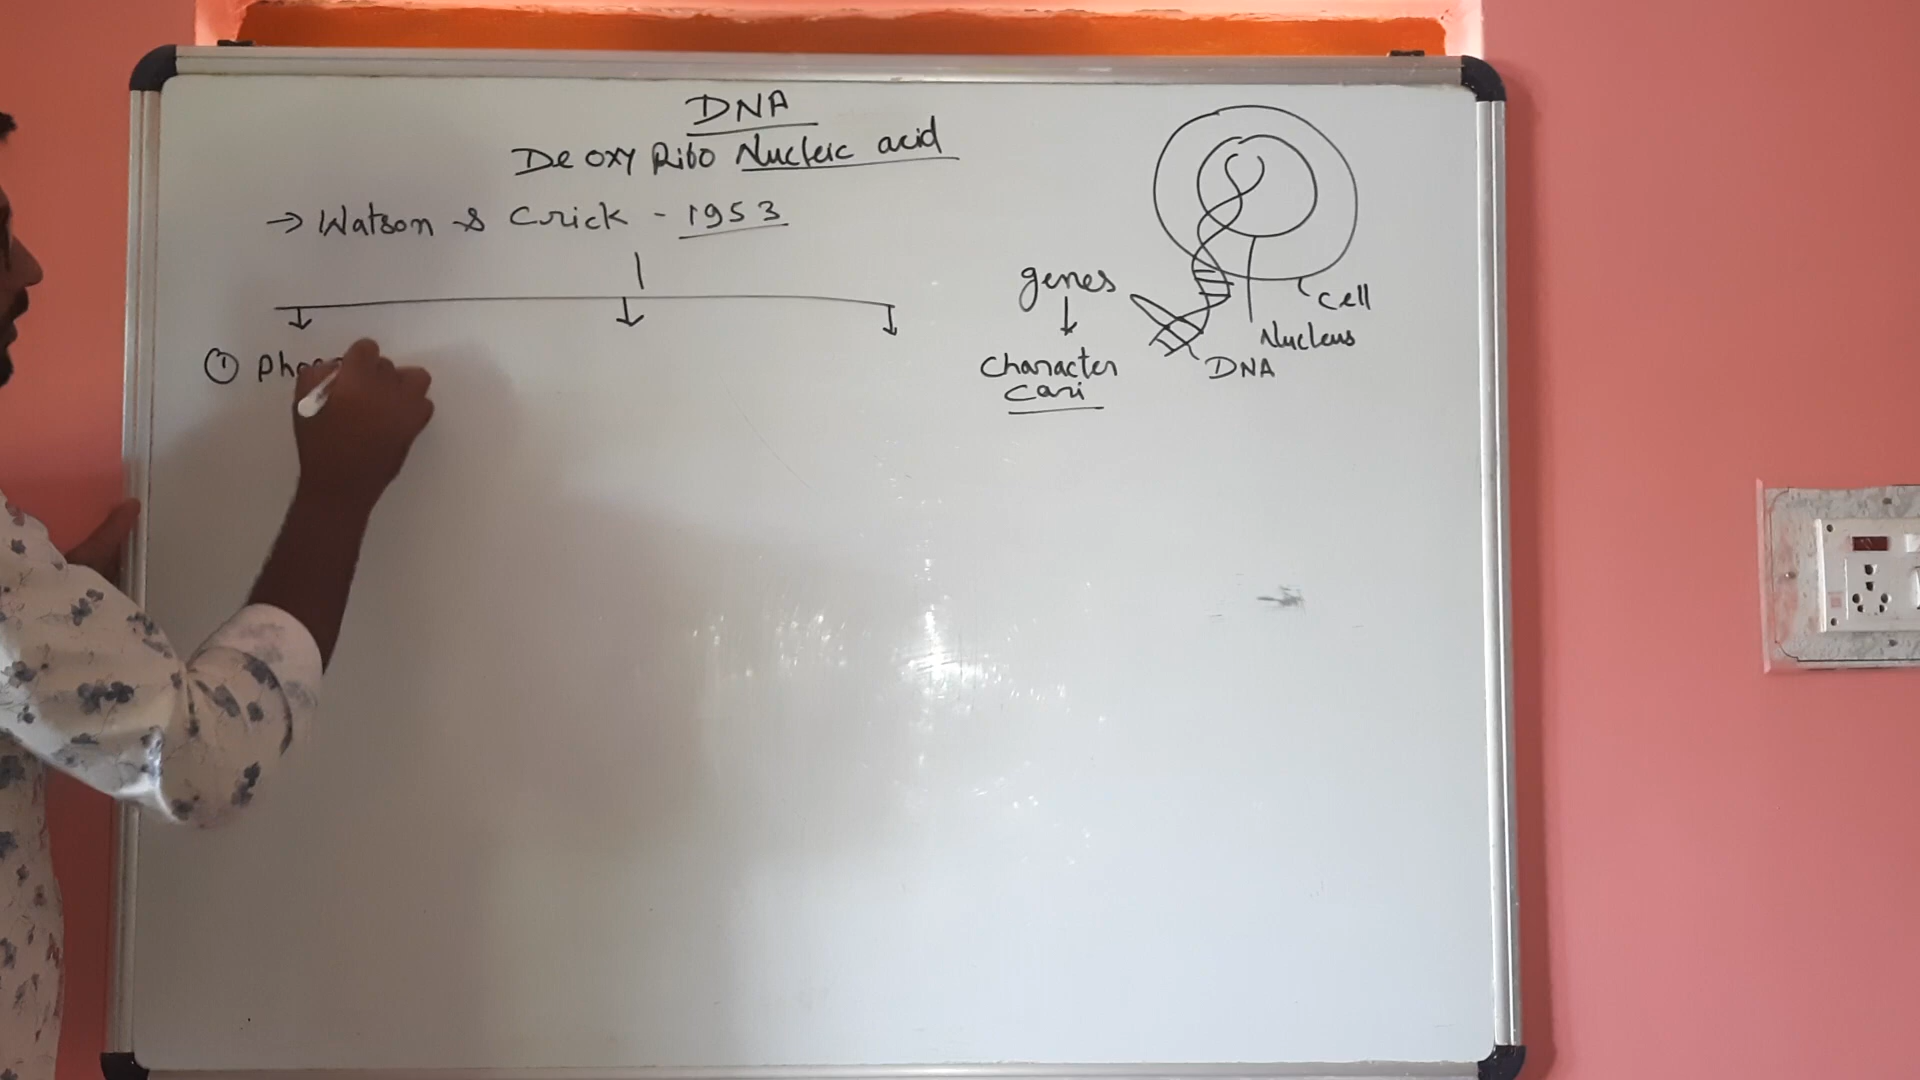 DNA
De oxy Ribo Nucleic acid
→ Watson & Crick - 1953
①
genes
↓
Character
Cari
Cell
Nucleus
DNA